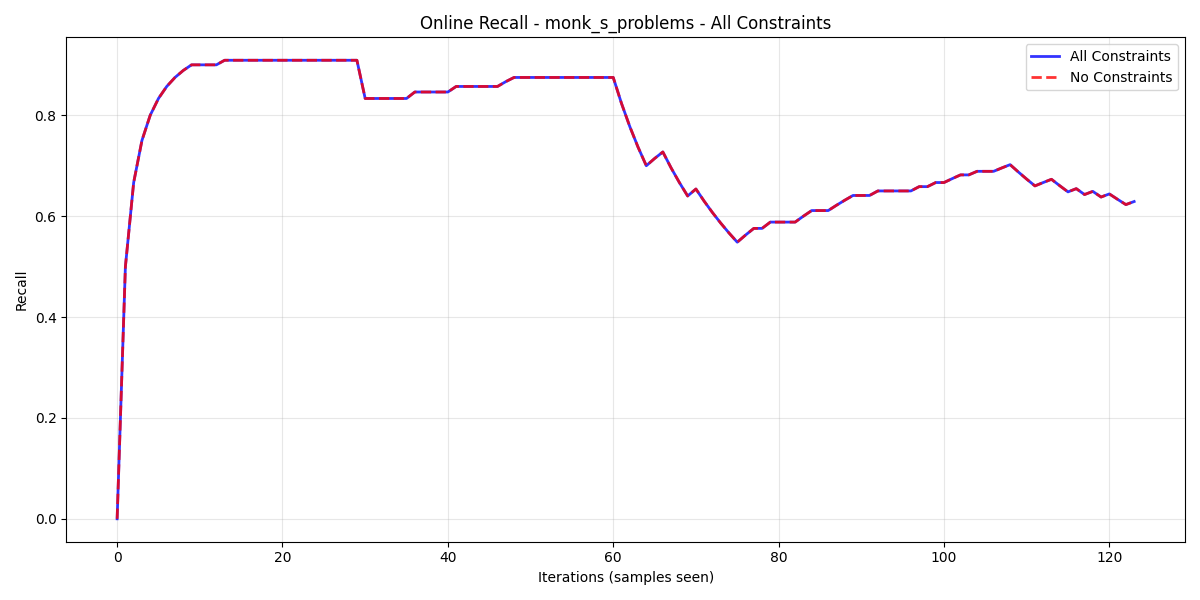 Online Recall - monk_s_problems - All Constraints
All Constraints
No Constraints
Recall
0.8
0.6
0.4
0.2
0.0
0 20 40 60 80 100 120
Iterations (samples seen)